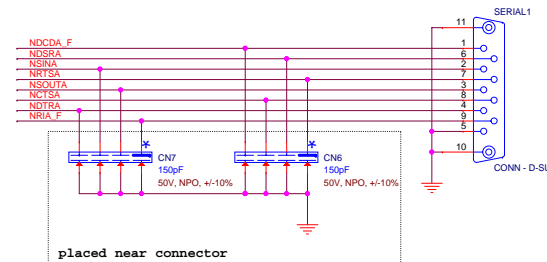 SERIAL1
11
NDCDA_F 1
NDSRA 6
NSINA 2
NRTSA 7
NSOUTA 3
NCTSA 8
NDTRA 4
NRIA_F 9
5
10
* *
CN7 CN6
150pF 150pF
50V, NPO, +/-10% 50V, NPO, +/-10%
CONN - D-SU
placed near connector